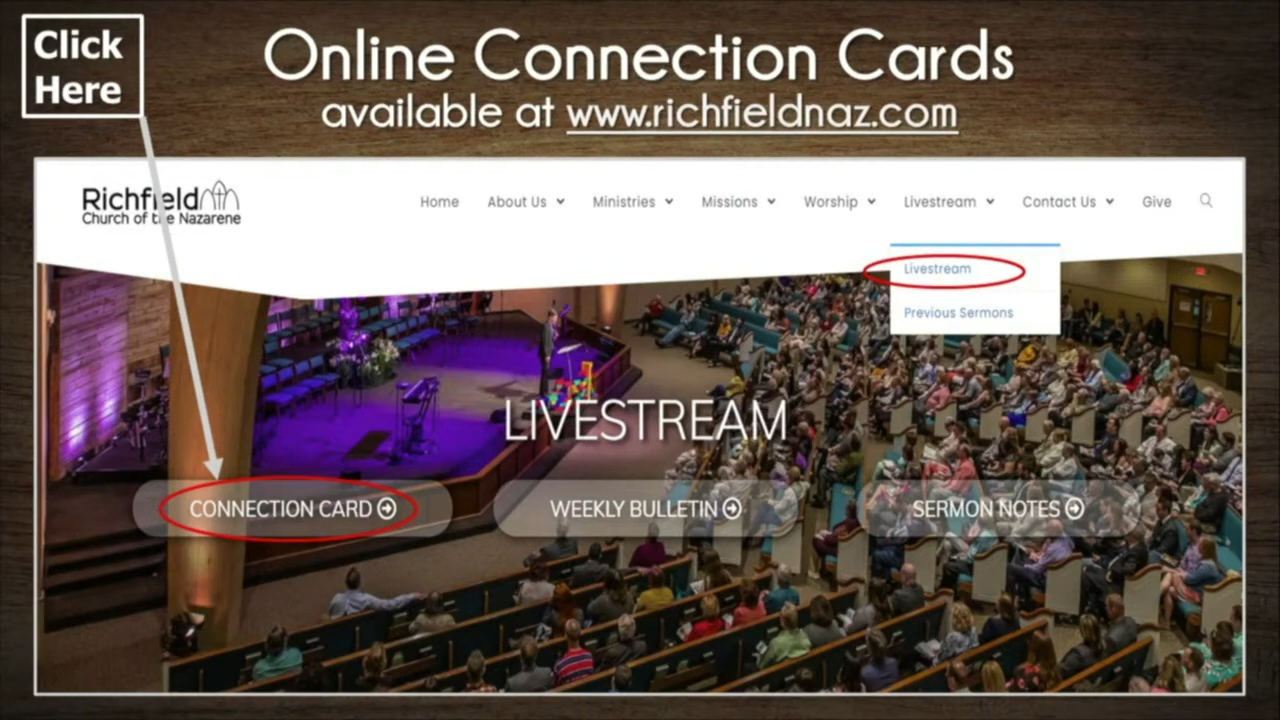 Click
Here
Online Connection Cards
available at www.richfieldnaz.com
Richfield
Church of the Nazarene
Home About Us Ministries Missions Worship Livestream Contact Us Give
Livestream
Previous Sermons
LIVESTREAM
CONNECTION CARD
WEEKLY BULLETIN
SERMON NOTES